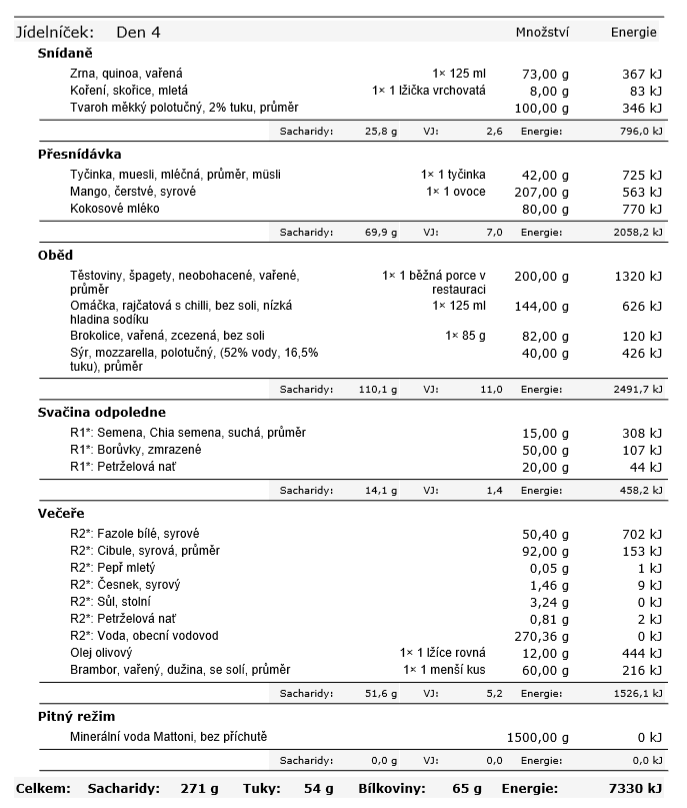 Jídelníček: Den 4 Množství Energie
Snídaně
Zrna, quinoa, vařená 1× 125 ml 73,00 g 367 kJ
Koření, skořice, mletá 1× 1 lžička vrchovatá 8,00 g 83 kJ
Tvaroh měkký polotučný, 2% tuku, průměr 100,00 g 346 kJ
Sacharidy: 25,8 g VJ: 2,6 Energie: 796,0 kJ
Přesnídávka
Tyčinka, muesli, mléčná, průměr, müsli 1× 1 tyčinka 42,00 g 725 kJ
Mango, čerstvé, syrové 1× 1 ovoce 207,00 g 563 kJ
Kokosové mléko 80,00 g 770 kJ
Sacharidy: 69,9 g VJ: 7,0 Energie: 2058,2 kJ
Oběd
Těstoviny, špagety, neobohacené, vařené, 1× 1 běžná porce v 200,00 g 1320 kJ
průměr restauraci
Omáčka, rajčatová s chilli, bez soli, nízká 1× 125 ml 144,00 g 626 kJ
hladina sodíku
Brokolice, vařená, zcezená, bez soli 1× 85 g 82,00 g 120 kJ
Sýr, mozzarella, polotučný, (52% vody, 16,5% 40,00 g 426 kJ
tuku), průměr
Sacharidy: 110,1 g VJ: 11,0 Energie: 2491,7 kJ
Svačina odpoledne
R1*: Semena, Chia semena, suchá, průměr 15,00 g 308 kJ
R1*: Borůvky, zmrazené 50,00 g 107 kJ
R1*: Petrželová nať 20,00 g 44 kJ
Sacharidy: 14,1 g VJ: 1,4 Energie: 458,2 kJ
Večeře
R2*: Fazole bílé, syrové 50,40 g 702 kJ
R2*: Cibule, syrová, průměr 92,00 g 153 kJ
R2*: Pepř mletý 0,05 g 1 kJ
R2*: Česnek, syrový 1,46 g 9 kJ
R2*: Sůl, stolní 3,24 g 0 kJ
R2*: Petrželová nať 0,81 g 2 kJ
R2*: Voda, obecní vodovod 270,36 g 0 kJ
Olej olivový 1× 1 lžíce rovná 12,00 g 444 kJ
Brambor, vařený, dužina, se solí, průměr 1× 1 menší kus 60,00 g 216 kJ
Sacharidy: 51,6 g VJ: 5,2 Energie: 1526,1 kJ
Pitný režim
Minerální voda Mattoni, bez příchutě 1500,00 g 0 kJ
Sacharidy: 0,0 g VJ: 0,0 Energie: 0,0 kJ
Celkem: Sacharidy: 271 g Tuky: 54 g Bílkoviny: 65 g Energie: 7330 kJ